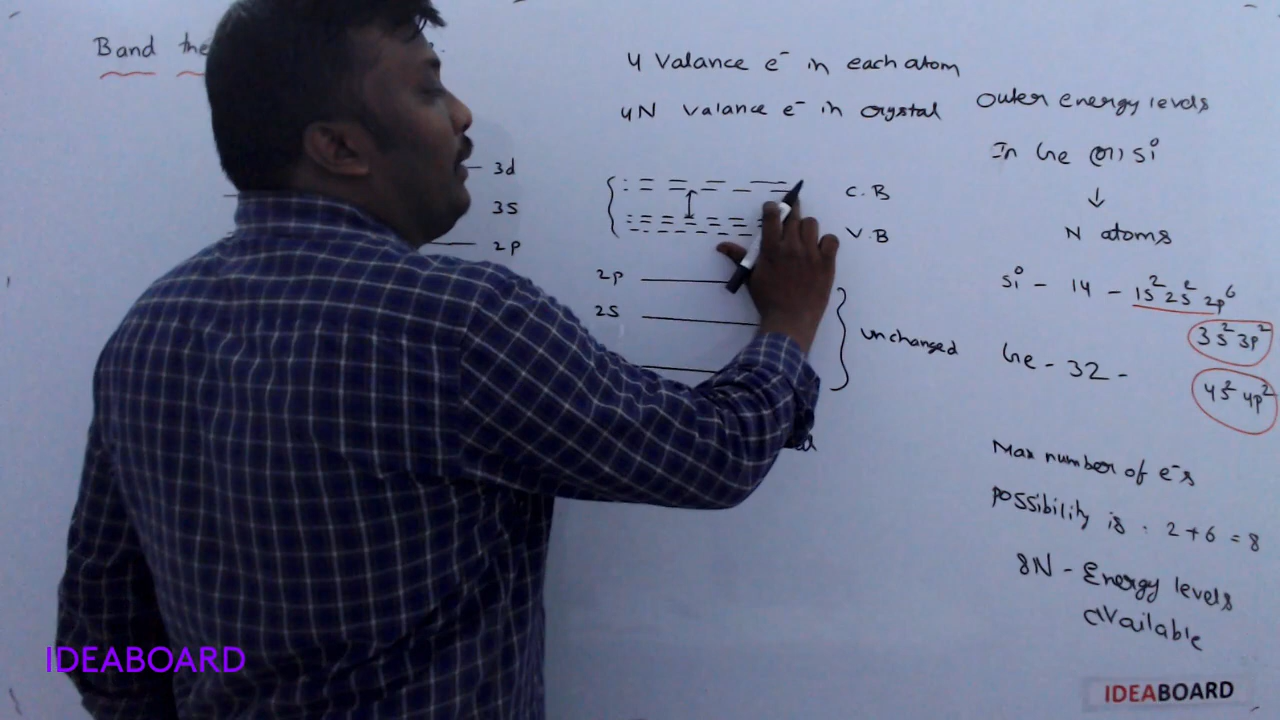 Band the
3d
3s
2p
4 Valance e⁻ in each atom
4N valance e⁻ in crystal
C.B
V.B
2p
2s
unchanged
Outer energy levels
In Ge (or) Si
↓
N atoms
Si - 14 - 1s² 2s² 2p⁶
3s² 3p²
Ge - 32 -
4s² 4p²
Max number of e⁻s
possibility is : 2+6 = 8
8N - Energy levels
available
IDEABOARD
IDEABOARD